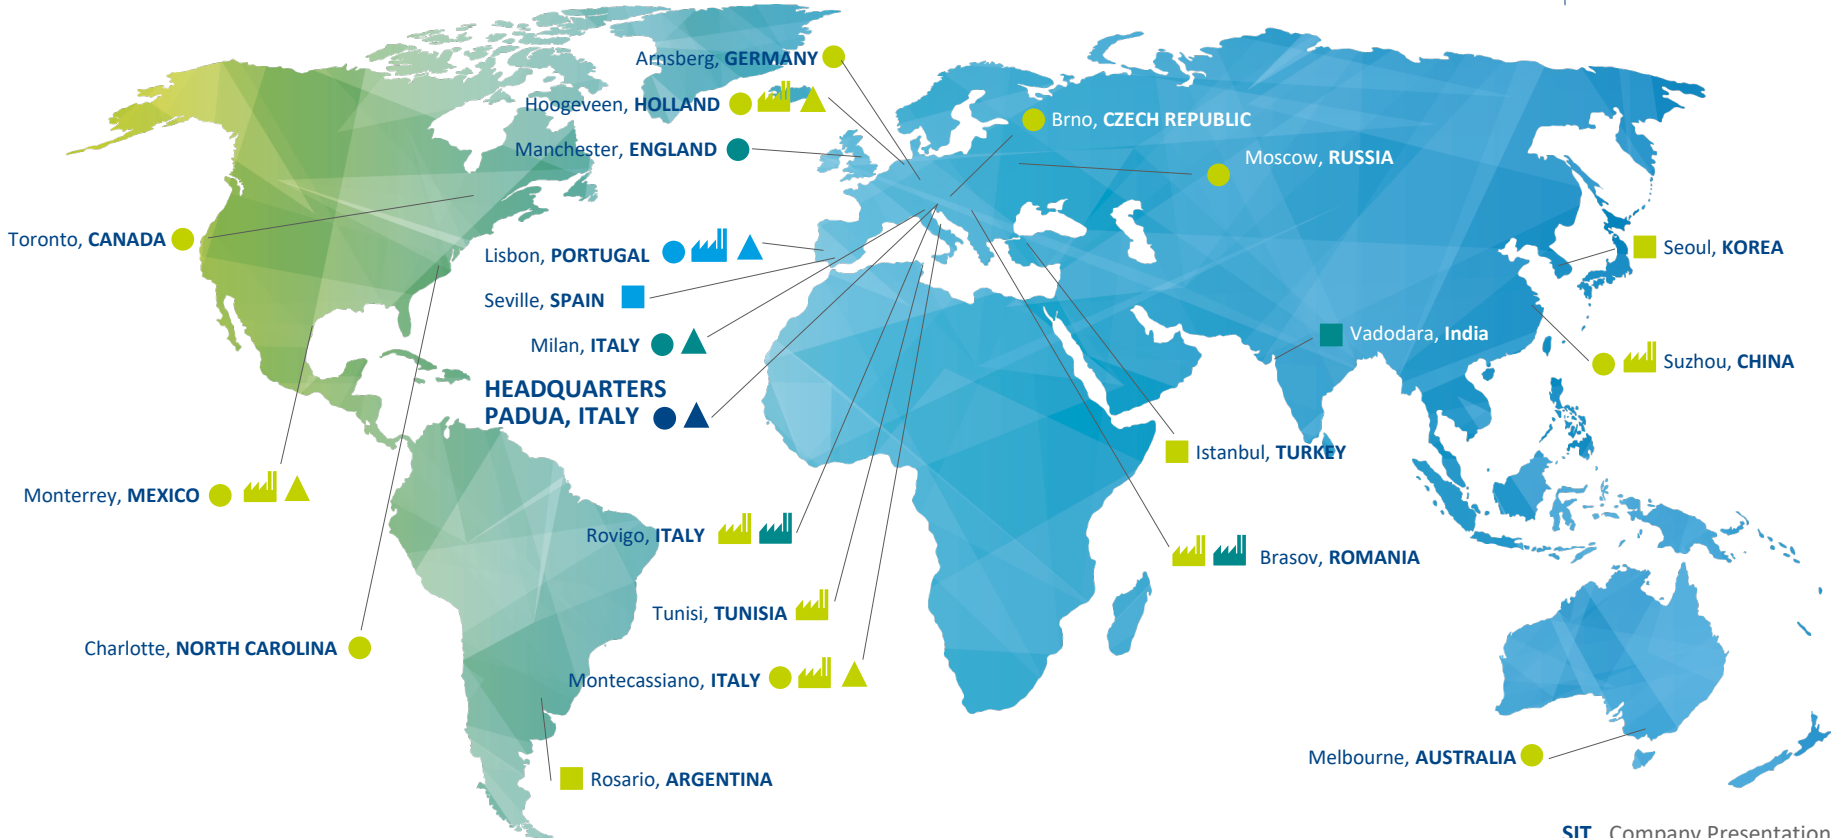 Arnsberg, GERMANY
Hoogeveen, HOLLAND
Brno, CZECH REPUBLIC
Manchester, ENGLAND
Moscow, RUSSIA
Toronto, CANADA
Lisbon, PORTUGAL
Seoul, KOREA
Seville, SPAIN
Milan, ITALY
Vadodara, India
Suzhou, CHINA
HEADQUARTERS
PADUA, ITALY
Istanbul, TURKEY
Monterrey, MEXICO
Rovigo, ITALY
Brasov, ROMANIA
Tunisi, TUNISIA
Charlotte, NORTH CAROLINA
Montecassiano, ITALY
Melbourne, AUSTRALIA
Rosario, ARGENTINA
SIT Company Presentation